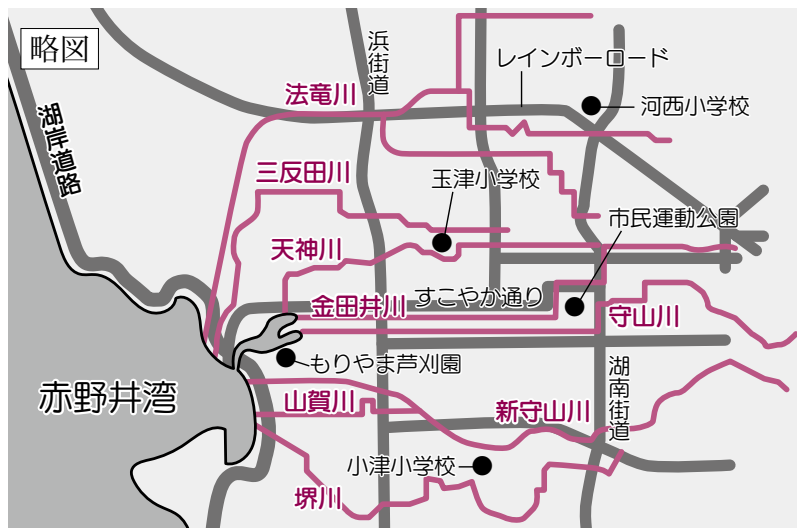 略図
浜街道
レインボーロード
法竜川
河西小学校
湖岸道路
三反田川
玉津小学校
市民運動公園
天神川
すこやか通り
金田井川
守山川
もりやま芦刈園
赤野井湾
山賀川
新守山川
湖南街道
小津小学校
堺川